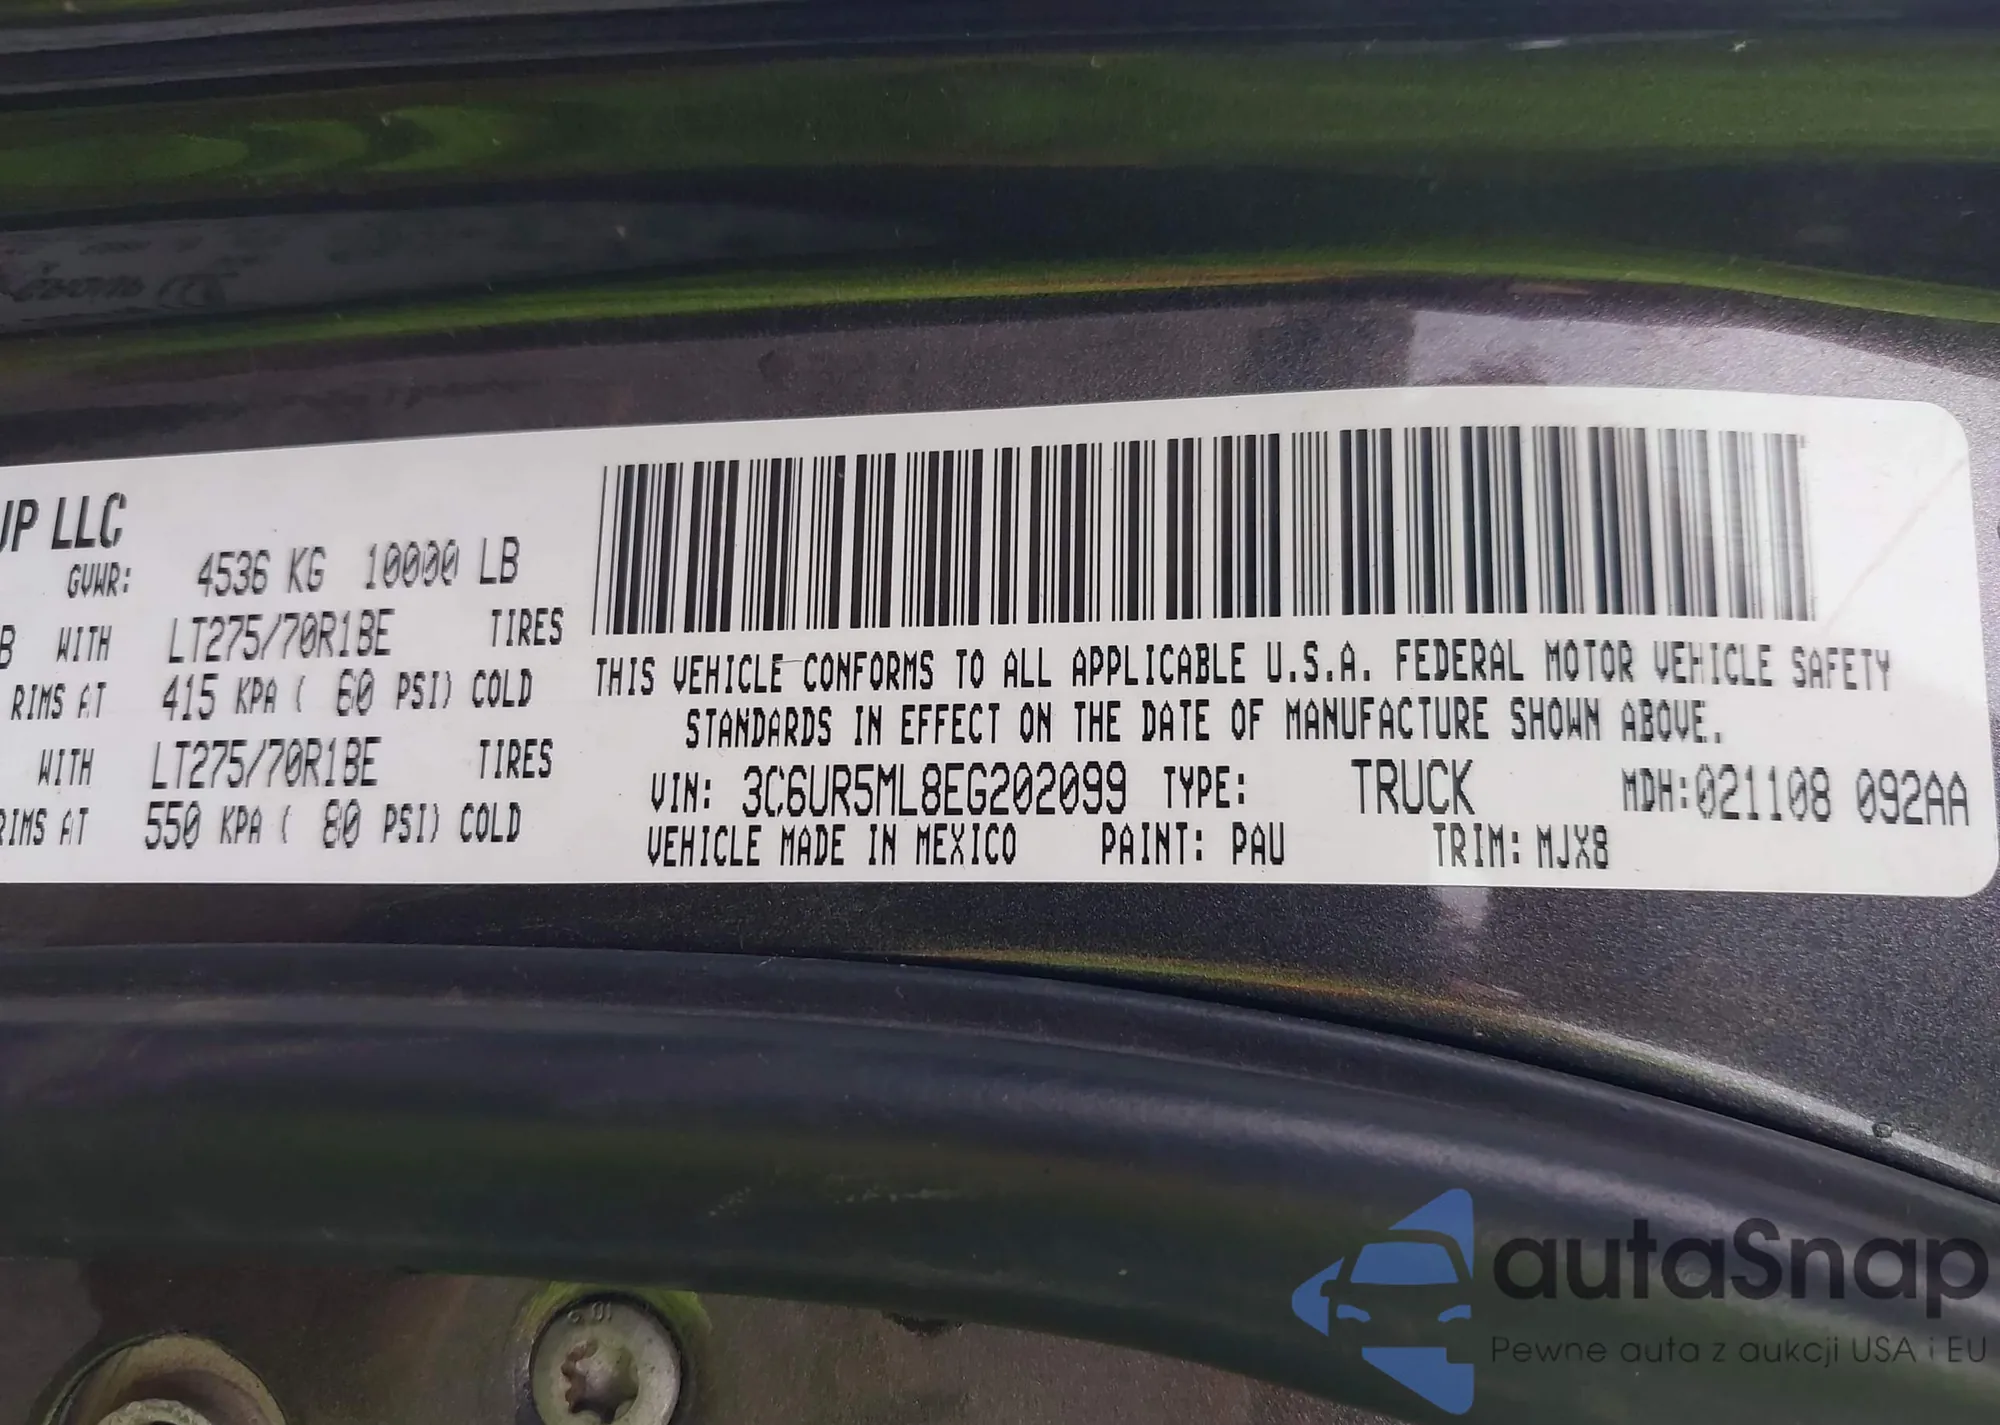 UP LLC
GVWR: 4536 KG 10000 LB
B WITH LT275/70R18E TIRES
RIMS AT 415 KPA ( 60 PSI) COLD
WITH LT275/70R18E TIRES
RIMS AT 550 KPA ( 80 PSI) COLD
THIS VEHICLE CONFORMS TO ALL APPLICABLE U.S.A. FEDERAL MOTOR VEHICLE SAFETY
STANDARDS IN EFFECT ON THE DATE OF MANUFACTURE SHOWN ABOVE.
VIN: 3C6UR5ML8EG202099 TYPE: TRUCK MDH:021108 092AA
VEHICLE MADE IN MEXICO PAINT: PAU TRIM: MJX8
autaSnap
Pewne auta z aukcji USA i EU